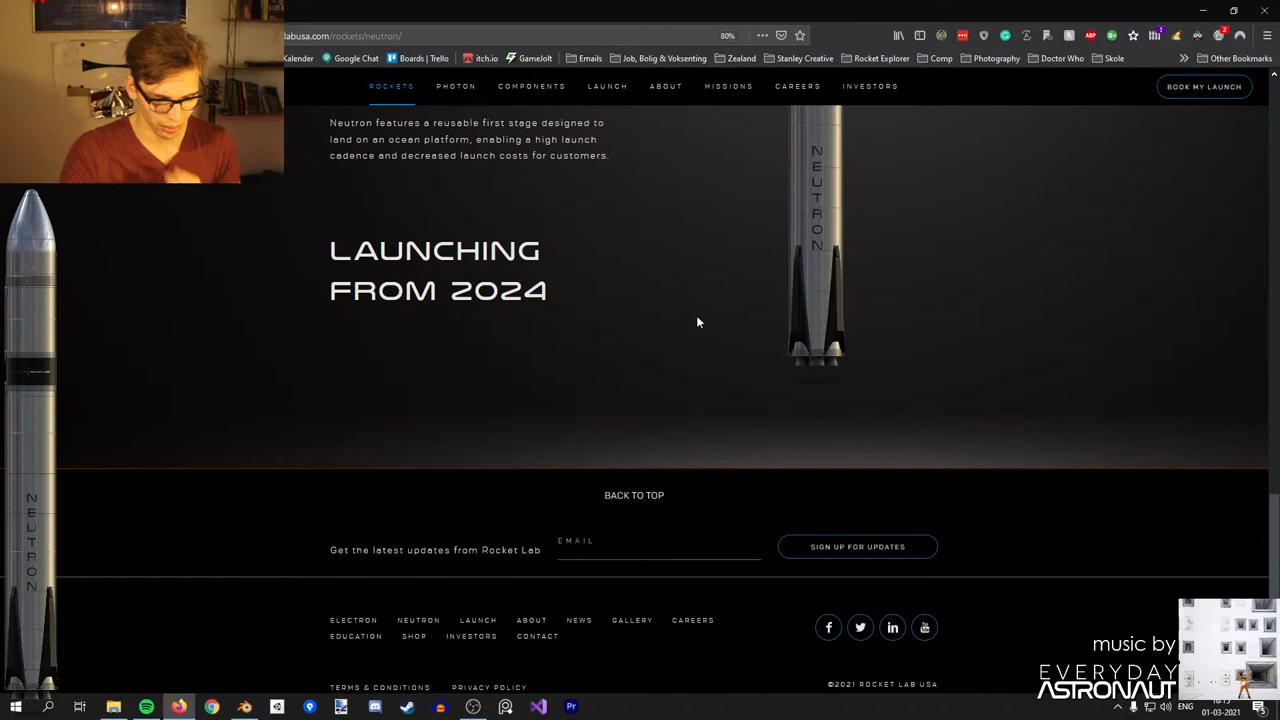 labusa.com/rockets/neutron/
80%
Kalender
Google Chat
Boards | Trello
itch.io
GameJolt
Emails
Job, Bolig & Voksenting
Zealand
Stanley Creative
Rocket Explorer
Comp
Photography
Doctor Who
Skole
Other Bookmarks
ROCKETS
PHOTON
COMPONENTS
LAUNCH
ABOUT
MISSIONS
CAREERS
INVESTORS
BOOK MY LAUNCH
Neutron features a reusable first stage designed to
land on an ocean platform, enabling a high launch
cadence and decreased launch costs for customers.
NEUTRON
LAUNCHING
FROM 2024
NEUTRON
BACK TO TOP
Get the latest updates from Rocket Lab
EMAIL
SIGN UP FOR UPDATES
ELECTRON
NEUTRON
LAUNCH
ABOUT
NEWS
GALLERY
CAREERS
EDUCATION
SHOP
INVESTORS
CONTACT
TERMS & CONDITIONS
PRIVACY POLICY
©2021 ROCKET LAB USA
music by
EVERYDAY
ASTRONAUT
ENG
01-03-2021